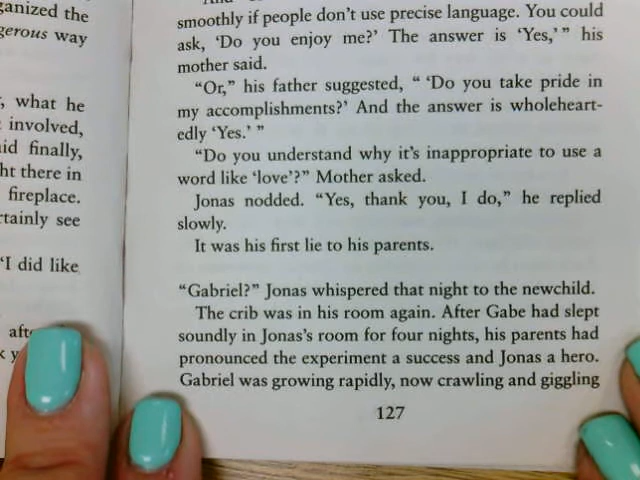 ganized the
gerous way
what he
involved,
aid finally,
ht there in
fireplace.
rtainly see
'I did like
smoothly if people don't use precise language. You could
ask, 'Do you enjoy me?' The answer is 'Yes,'" his
mother said.
"Or," his father suggested, " 'Do you take pride in
my accomplishments?' And the answer is wholeheart-
edly 'Yes.' "
"Do you understand why it's inappropriate to use a
word like 'love'?" Mother asked.
Jonas nodded. "Yes, thank you, I do," he replied
slowly.
It was his first lie to his parents.
"Gabriel?" Jonas whispered that night to the newchild.
The crib was in his room again. After Gabe had slept
soundly in Jonas's room for four nights, his parents had
pronounced the experiment a success and Jonas a hero.
Gabriel was growing rapidly, now crawling and giggling
127